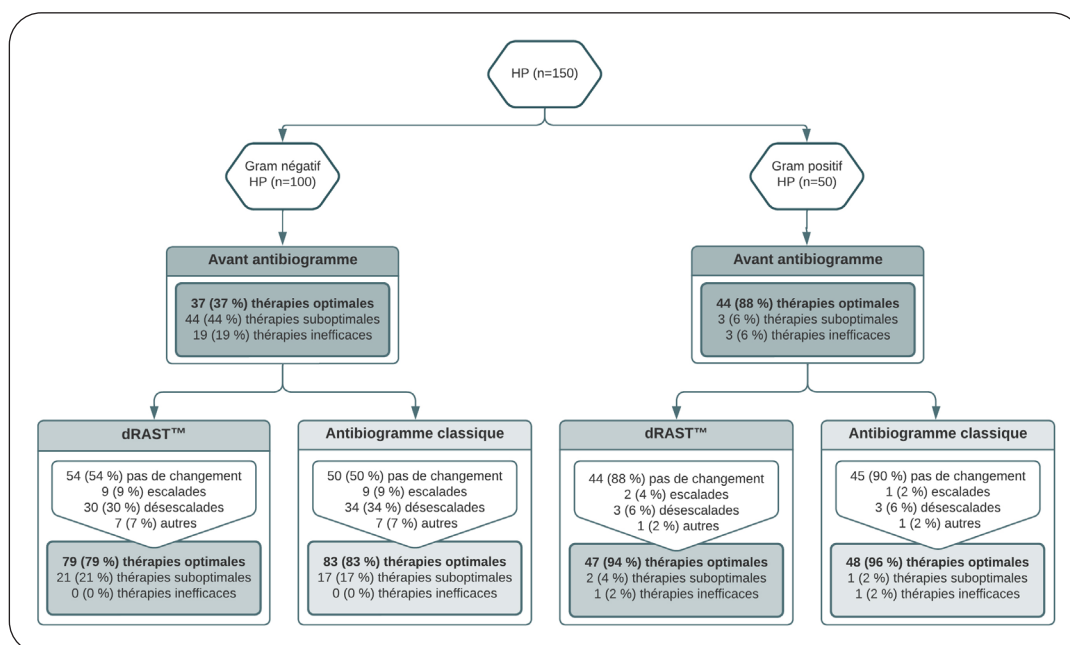 HP (n=150)
Gram négatif
HP (n=100)
Gram positif
HP (n=50)
Avant antibiogramme
37 (37 %) thérapies optimales
44 (44 %) thérapies suboptimales
19 (19 %) thérapies inefficaces
Avant antibiogramme
44 (88 %) thérapies optimales
3 (6 %) thérapies suboptimales
3 (6 %) thérapies inefficaces
dRAST™
54 (54 %) pas de changement
9 (9 %) escalades
30 (30 %) désescalades
7 (7 %) autres
79 (79 %) thérapies optimales
21 (21 %) thérapies suboptimales
0 (0 %) thérapies inefficaces
Antibiogramme classique
50 (50 %) pas de changement
9 (9 %) escalades
34 (34 %) désescalades
7 (7 %) autres
83 (83 %) thérapies optimales
17 (17 %) thérapies suboptimales
0 (0 %) thérapies inefficaces
dRAST™
44 (88 %) pas de changement
2 (4 %) escalades
3 (6 %) désescalades
1 (2 %) autres
47 (94 %) thérapies optimales
2 (4 %) thérapies suboptimales
1 (2 %) thérapies inefficaces
Antibiogramme classique
45 (90 %) pas de changement
1 (2 %) escalades
3 (6 %) désescalades
1 (2 %) autres
48 (96 %) thérapies optimales
1 (2 %) thérapies suboptimales
1 (2 %) thérapies inefficaces